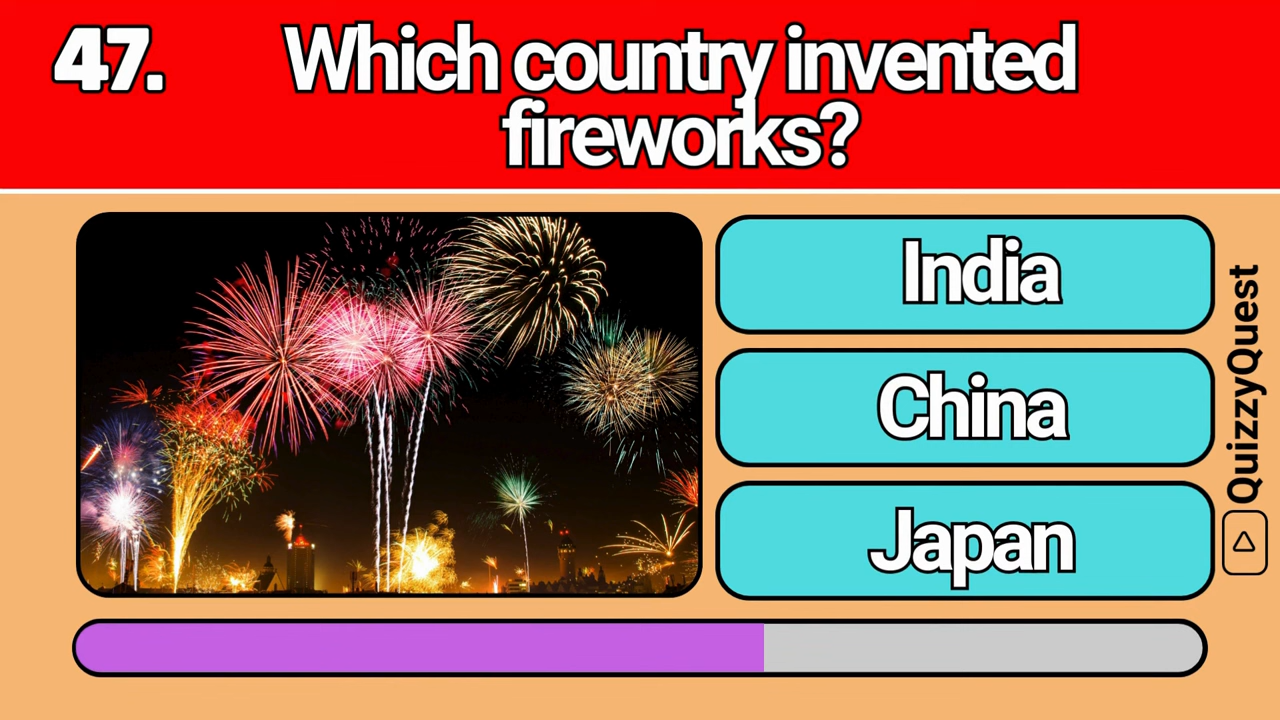 47.
Which country invented
fireworks?
India
China
Japan
QuizzyQuest